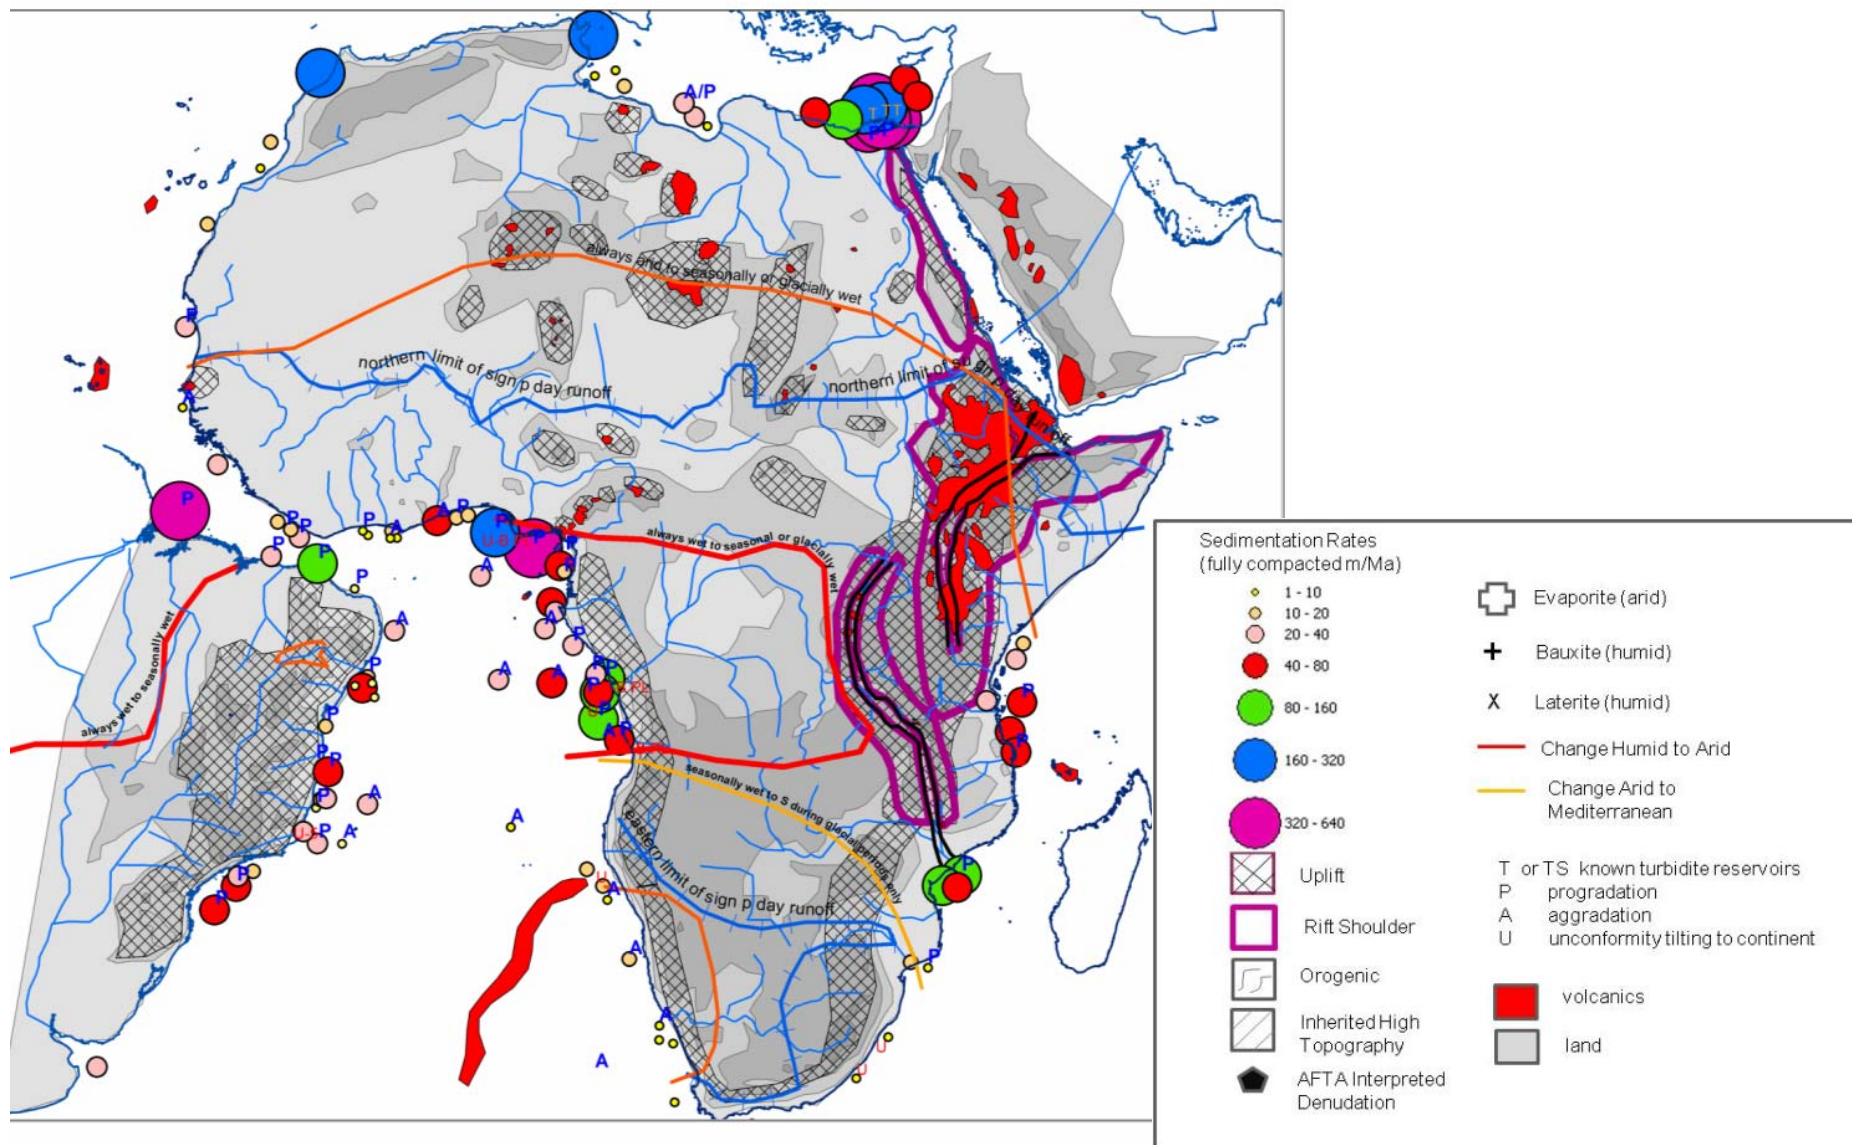 A/P
T TT
P P
always arid to seasonally or glacially wet
northern limit of sign p day runoff
northern limit of sign p day runoff
P
A
P
P
P
P
P
P
A
A
P
P
U-B
P
P
A
P
always wet to seasonal or glacially wet
always wet to seasonally wet
A
P
A
A
P
P
P
P
P
A
P
P
P
P
A
P
seasonally wet to S during glacial periods only
eastern limit of sign p day runoff
A
U-S
P
A
P
P
P
U
A
A
P
A
A
U
U
Sedimentation Rates
(fully compacted m/Ma)
1 - 10
10 - 20
20 - 40
40 - 80
80 - 160
160 - 320
320 - 640
Uplift
Rift Shoulder
Orogenic
Inherited High
Topography
AFTA Interpreted
Denudation
Evaporite (arid)
Bauxite (humid)
X Laterite (humid)
Change Humid to Arid
Change Arid to
Mediterranean
T or TS known turbidite reservoirs
P progradation
A aggradation
U unconformity tilting to continent
volcanics
land